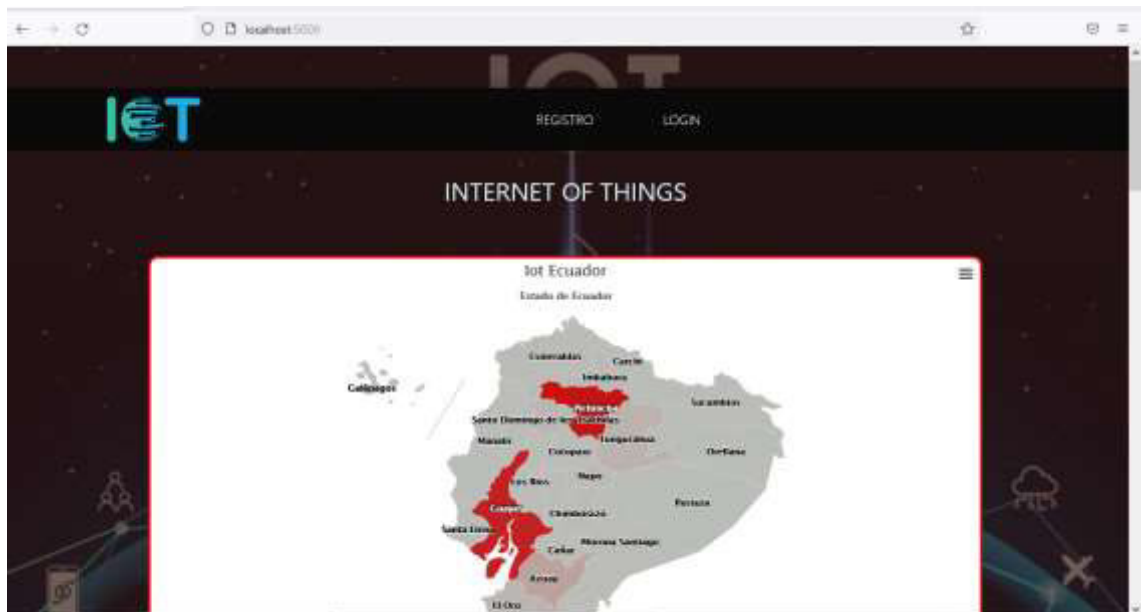 localhost:5000
IOT
IOT
REGISTRO LOGIN
INTERNET OF THINGS
Iot Ecuador
Estado de Ecuador
Esmeraldas
Carchi
Imbabura
Galápagos
Pichincha
Sucumbíos
Santo Domingo de los Tsáchilas
Manabí
Tungurahua
Cotopaxi
Orellana
Los Ríos
Napo
Guayas
Pastaza
Chimborazo
Santa Elena
Morona Santiago
Cañar
Azuay
El Oro